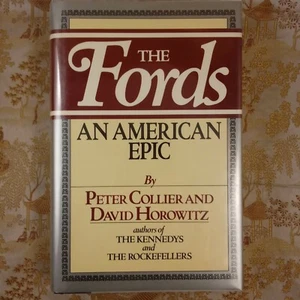 THE
Fords
AN AMERICAN
EPIC
By
PETER COLLIER AND
DAVID HOROWITZ
authors of
THE KENNEDYS
and
THE ROCKEFELLERS